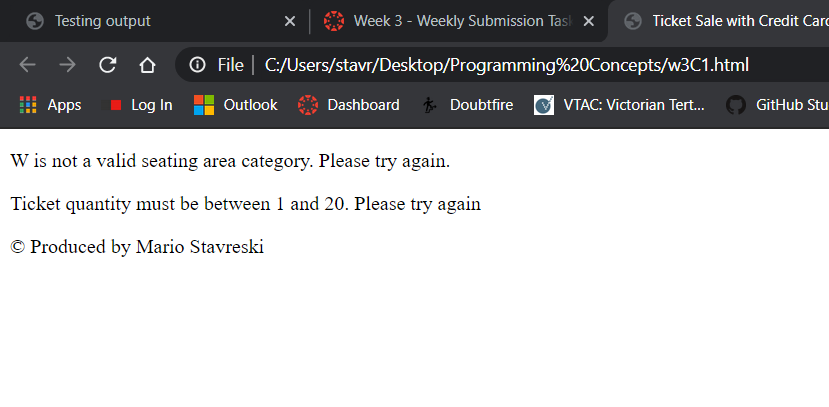 Testing output
Week 3 - Weekly Submission Tas
Ticket Sale with Credit Card
File | C:/Users/stavr/Desktop/Programming%20Concepts/w3C1.html
Apps Log In Outlook Dashboard Doubtfire VTAC: Victorian Tert... GitHub Stu
W is not a valid seating area category. Please try again.
Ticket quantity must be between 1 and 20. Please try again
© Produced by Mario Stavreski